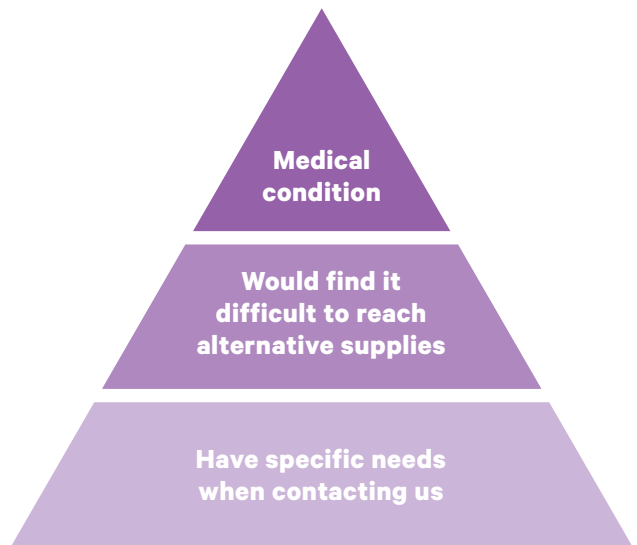 Medical
condition
Would find it
difficult to reach
alternative supplies
Have specific needs
when contacting us